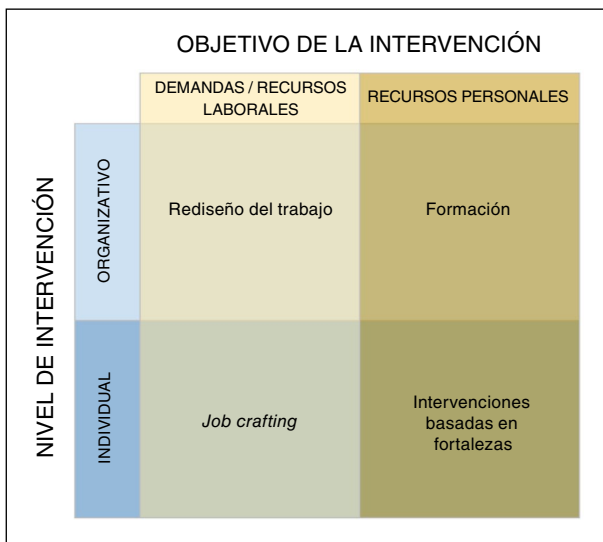 OBJETIVO DE LA INTERVENCIÓN
DEMANDAS / RECURSOS
LABORALES
RECURSOS PERSONALES
NIVEL DE INTERVENCIÓN
ORGANIZATIVO
Rediseño del trabajo
Formación
INDIVIDUAL
Job crafting
Intervenciones
basadas en
fortalezas